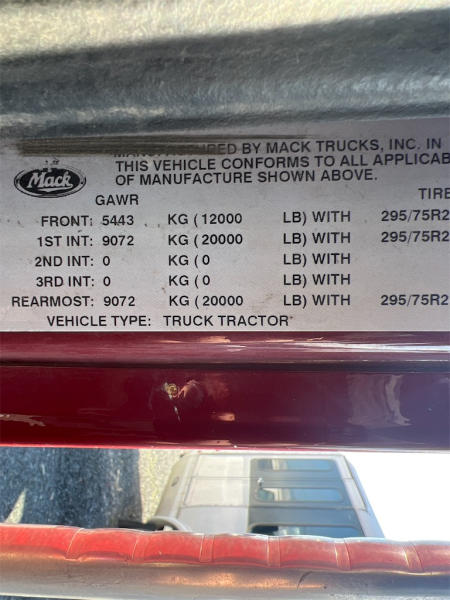 MANUFACTURED BY MACK TRUCKS, INC. IN
THIS VEHICLE CONFORMS TO ALL APPLICAB
OF MANUFACTURE SHOWN ABOVE.
Mack
GAWR TIRE
FRONT: 5443 KG ( 12000 LB) WITH 295/75R2
1ST INT: 9072 KG ( 20000 LB) WITH 295/75R2
2ND INT: 0 KG ( 0 LB) WITH
3RD INT: 0 KG ( 0 LB) WITH
REARMOST: 9072 KG ( 20000 LB) WITH 295/75R2
VEHICLE TYPE: TRUCK TRACTOR